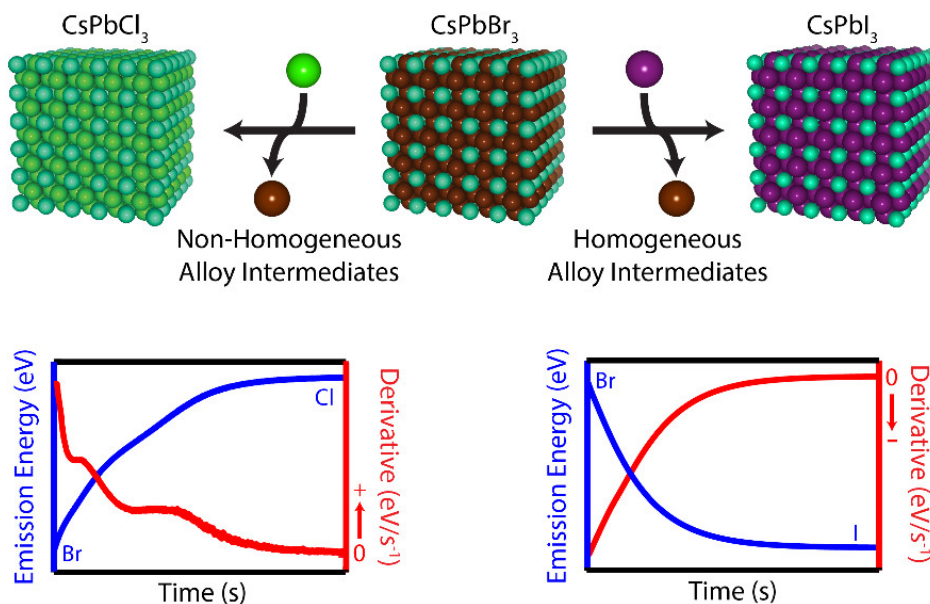 CsPbCl₃
CsPbBr₃
CsPbI₃
Non-Homogeneous
Alloy Intermediates
Homogeneous
Alloy Intermediates
Emission Energy (eV)
Br
Cl
+
0
Derivative (eV/s⁻¹)
Time (s)
Emission Energy (eV)
Br
I
0
-
Derivative (eV/s⁻¹)
Time (s)